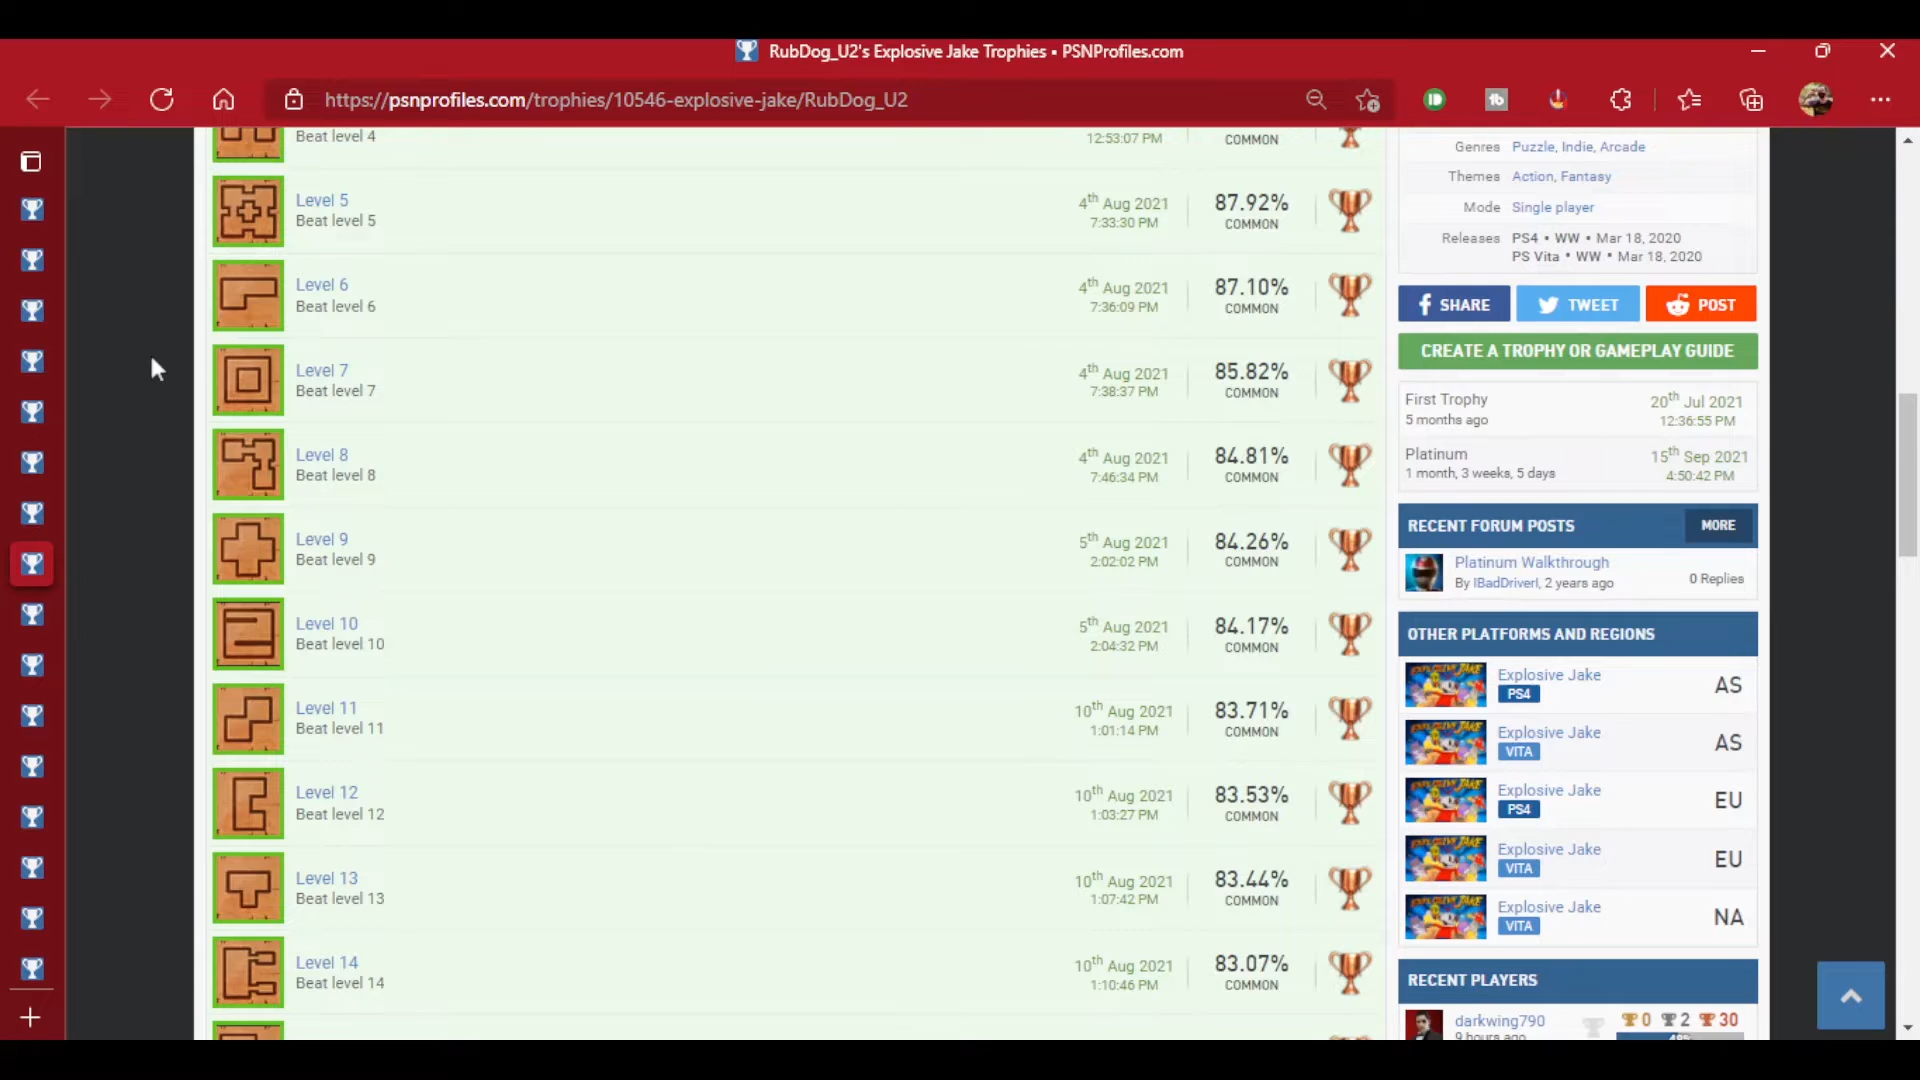 RubDog_U2's Explosive Jake Trophies • PSNProfiles.com
https://psnprofiles.com/trophies/10546-explosive-jake/RubDog_U2
Beat level 4
12:53:07 PM
COMMON
Level 5
Beat level 5
4th Aug 2021
7:33:30 PM
87.92%
COMMON
Level 6
Beat level 6
4th Aug 2021
7:36:09 PM
87.10%
COMMON
Level 7
Beat level 7
4th Aug 2021
7:38:37 PM
85.82%
COMMON
Level 8
Beat level 8
4th Aug 2021
7:46:34 PM
84.81%
COMMON
Level 9
Beat level 9
5th Aug 2021
2:02:02 PM
84.26%
COMMON
Level 10
Beat level 10
5th Aug 2021
2:04:32 PM
84.17%
COMMON
Level 11
Beat level 11
10th Aug 2021
1:01:14 PM
83.71%
COMMON
Level 12
Beat level 12
10th Aug 2021
1:03:27 PM
83.53%
COMMON
Level 13
Beat level 13
10th Aug 2021
1:07:42 PM
83.44%
COMMON
Level 14
Beat level 14
10th Aug 2021
1:10:46 PM
83.07%
COMMON
Genres Puzzle, Indie, Arcade
Themes Action, Fantasy
Mode Single player
Releases PS4 • WW • Mar 18, 2020
PS Vita • WW • Mar 18, 2020
SHARE TWEET POST
CREATE A TROPHY OR GAMEPLAY GUIDE
First Trophy 20th Jul 2021
5 months ago 12:36:55 PM
Platinum 15th Sep 2021
1 month, 3 weeks, 5 days 4:50:42 PM
RECENT FORUM POSTS MORE
Platinum Walkthrough
By IBadDriverI, 2 years ago 0 Replies
OTHER PLATFORMS AND REGIONS
Explosive Jake
PS4 AS
Explosive Jake
VITA AS
Explosive Jake
PS4 EU
Explosive Jake
VITA EU
Explosive Jake
VITA NA
RECENT PLAYERS
darkwing790 0 2 30
9 hours ago